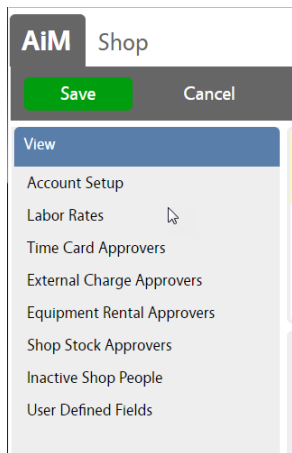 AiM Shop
Save Cancel
View
Account Setup
Labor Rates
Time Card Approvers
External Charge Approvers
Equipment Rental Approvers
Shop Stock Approvers
Inactive Shop People
User Defined Fields